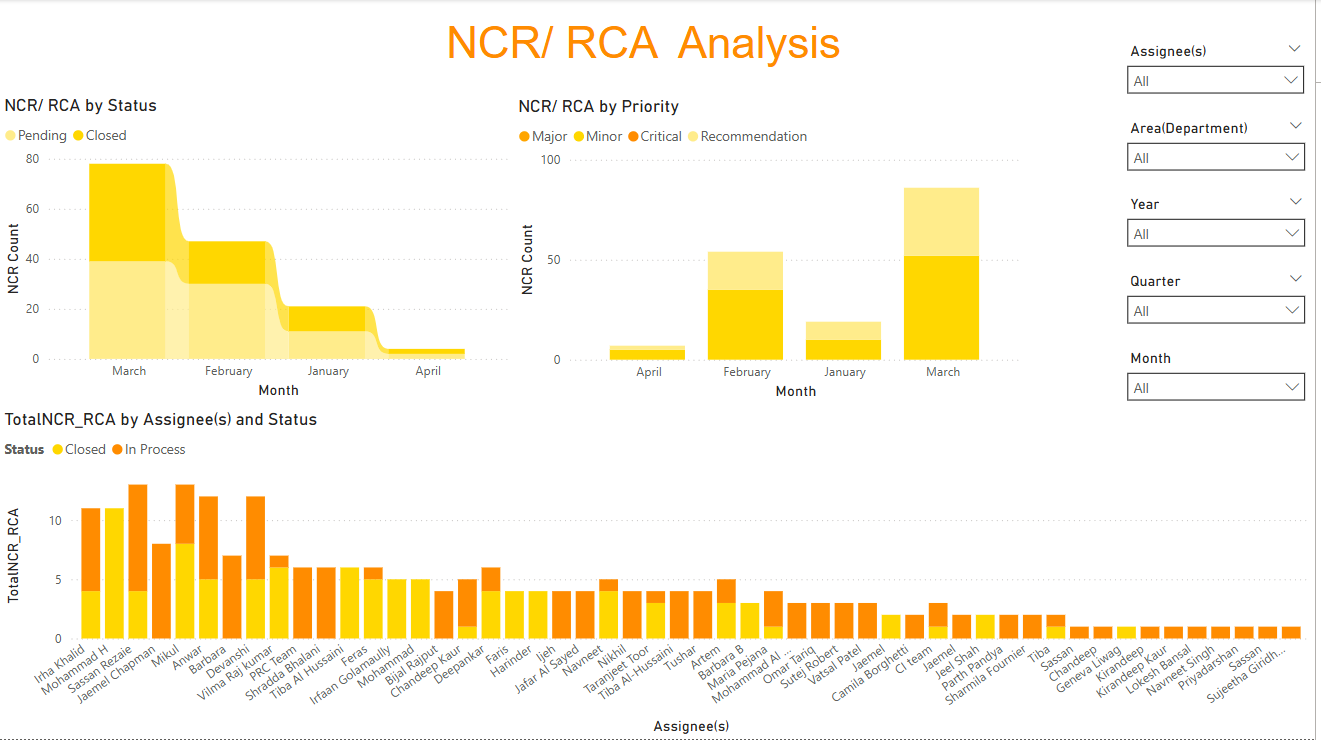 NCR/ RCA Analysis
NCR/ RCA by Status
Pending Closed
80
60
40
20
0
NCR Count
March February January April
Month
NCR/ RCA by Priority
Major Minor Critical Recommendation
100
50
0
NCR Count
April February January March
Month
Assignee(s)
All
Area(Department)
All
Year
All
Quarter
All
Month
All
TotalNCR_RCA by Assignee(s) and Status
Status Closed In Process
10
5
0
TotalNCR_RCA
Irha Khalid
Mohammad H
Sassan Rezaie
Jaemel Chapman
Mikul
Anwar
Barbara
Devanshi
Vilma Raj kumar
PRC Team
Shradda Bhalani
Tiba Al Hussaini
Feras
Irfaan Golamaully
Mohammad
Bijal Rajput
Chandeep Kaur
Deepankar
Faris
Harinder
Ijeh
Jafar Al Sayed
Navneet
Nikhil
Taranjeet Toor
Tiba Al-Hussaini
Tushar
Artem
Barbara B
Maria Pejana
Mohammad Al ...
Omar Tariq
Sutej Robert
Vatsal Patel
Jaemel
Camila Borghetti
CI team
Jaemel
Jeel Shah
Parth Pandya
Sharmila Fournier
Tiba
Sassan
Chandeep
Geneva Liwag
Kirandeep
Kirandeep Kaur
Lokesh Bansal
Navneet Singh
Priyadarshan
Sassan
Sujeetha Giridh...
Assignee(s)